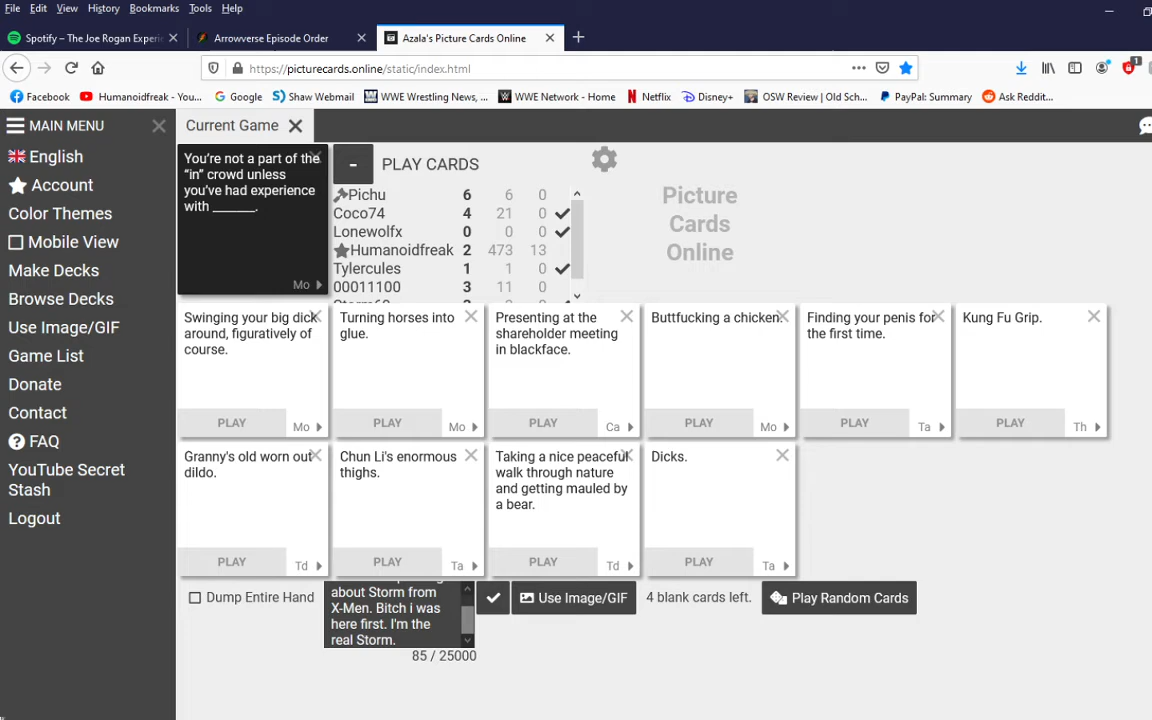 File Edit View History Bookmarks Tools Help
Spotify – The Joe Rogan Experi
Arrowverse Episode Order
Azala's Picture Cards Online
https://picturecards.online/static/index.html
Facebook
Humanoidfreak - You...
Google
Shaw Webmail
WWE Wrestling News, ...
WWE Network - Home
Netflix
Disney+
OSW Review | Old Sch...
PayPal: Summary
Ask Reddit...
1
MAIN MENU
English
Account
Color Themes
Mobile View
Make Decks
Browse Decks
Use Image/GIF
Game List
Donate
Contact
FAQ
YouTube Secret
Stash
Logout
Current Game
You're not a part of the
“in” crowd unless
you've had experience
with _______.
Mo
-
PLAY CARDS
Pichu 6 6 0
Coco74 4 21 0
Lonewolfx 0 0 0
Humanoidfreak 2 473 13
Tylercules 1 1 0
00011100 3 11 0
Picture
Cards
Online
Swinging your big dick
around, figuratively of
course.
PLAY Mo
Turning horses into
glue.
PLAY Mo
Presenting at the
shareholder meeting
in blackface.
PLAY Ca
Buttfucking a chicken.
PLAY Mo
Finding your penis for
the first time.
PLAY Ta
Kung Fu Grip.
PLAY Th
Granny's old worn out
dildo.
PLAY Td
Chun Li's enormous
thighs.
PLAY Ta
Taking a nice peaceful
walk through nature
and getting mauled by
a bear.
PLAY Td
Dicks.
PLAY Ta
Dump Entire Hand
about Storm from
X-Men. Bitch i was
here first. I'm the
real Storm.
85 / 25000
Use Image/GIF
4 blank cards left.
Play Random Cards